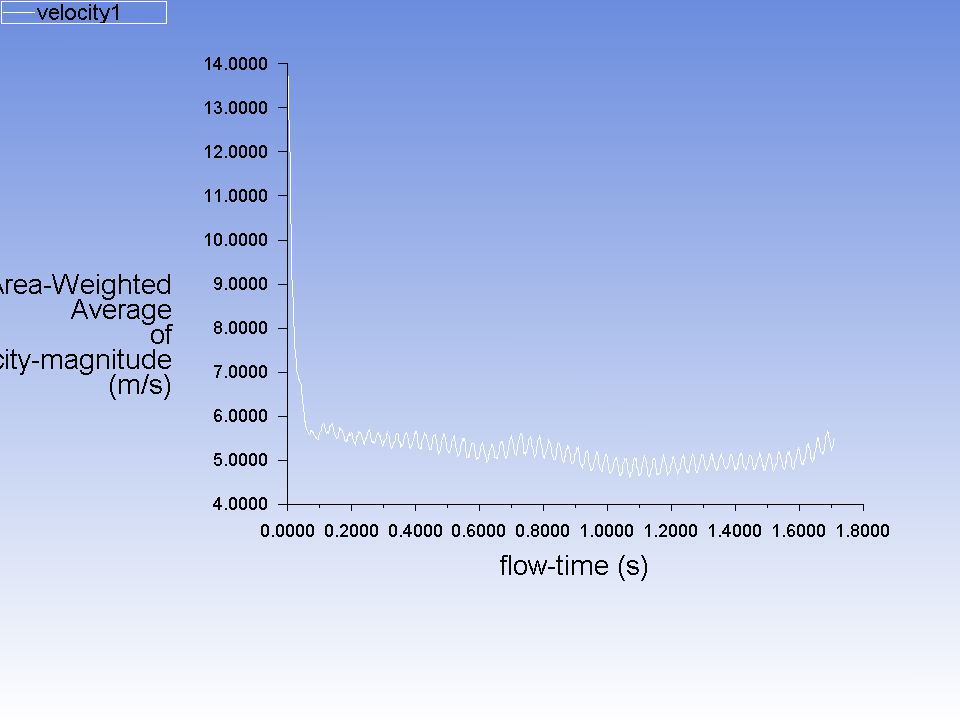 velocity1
14.0000
13.0000
12.0000
11.0000
10.0000
9.0000
8.0000
7.0000
6.0000
5.0000
4.0000
Area-Weighted
Average
of
city-magnitude
(m/s)
0.0000 0.2000 0.4000 0.6000 0.8000 1.0000 1.2000 1.4000 1.6000 1.8000
flow-time (s)